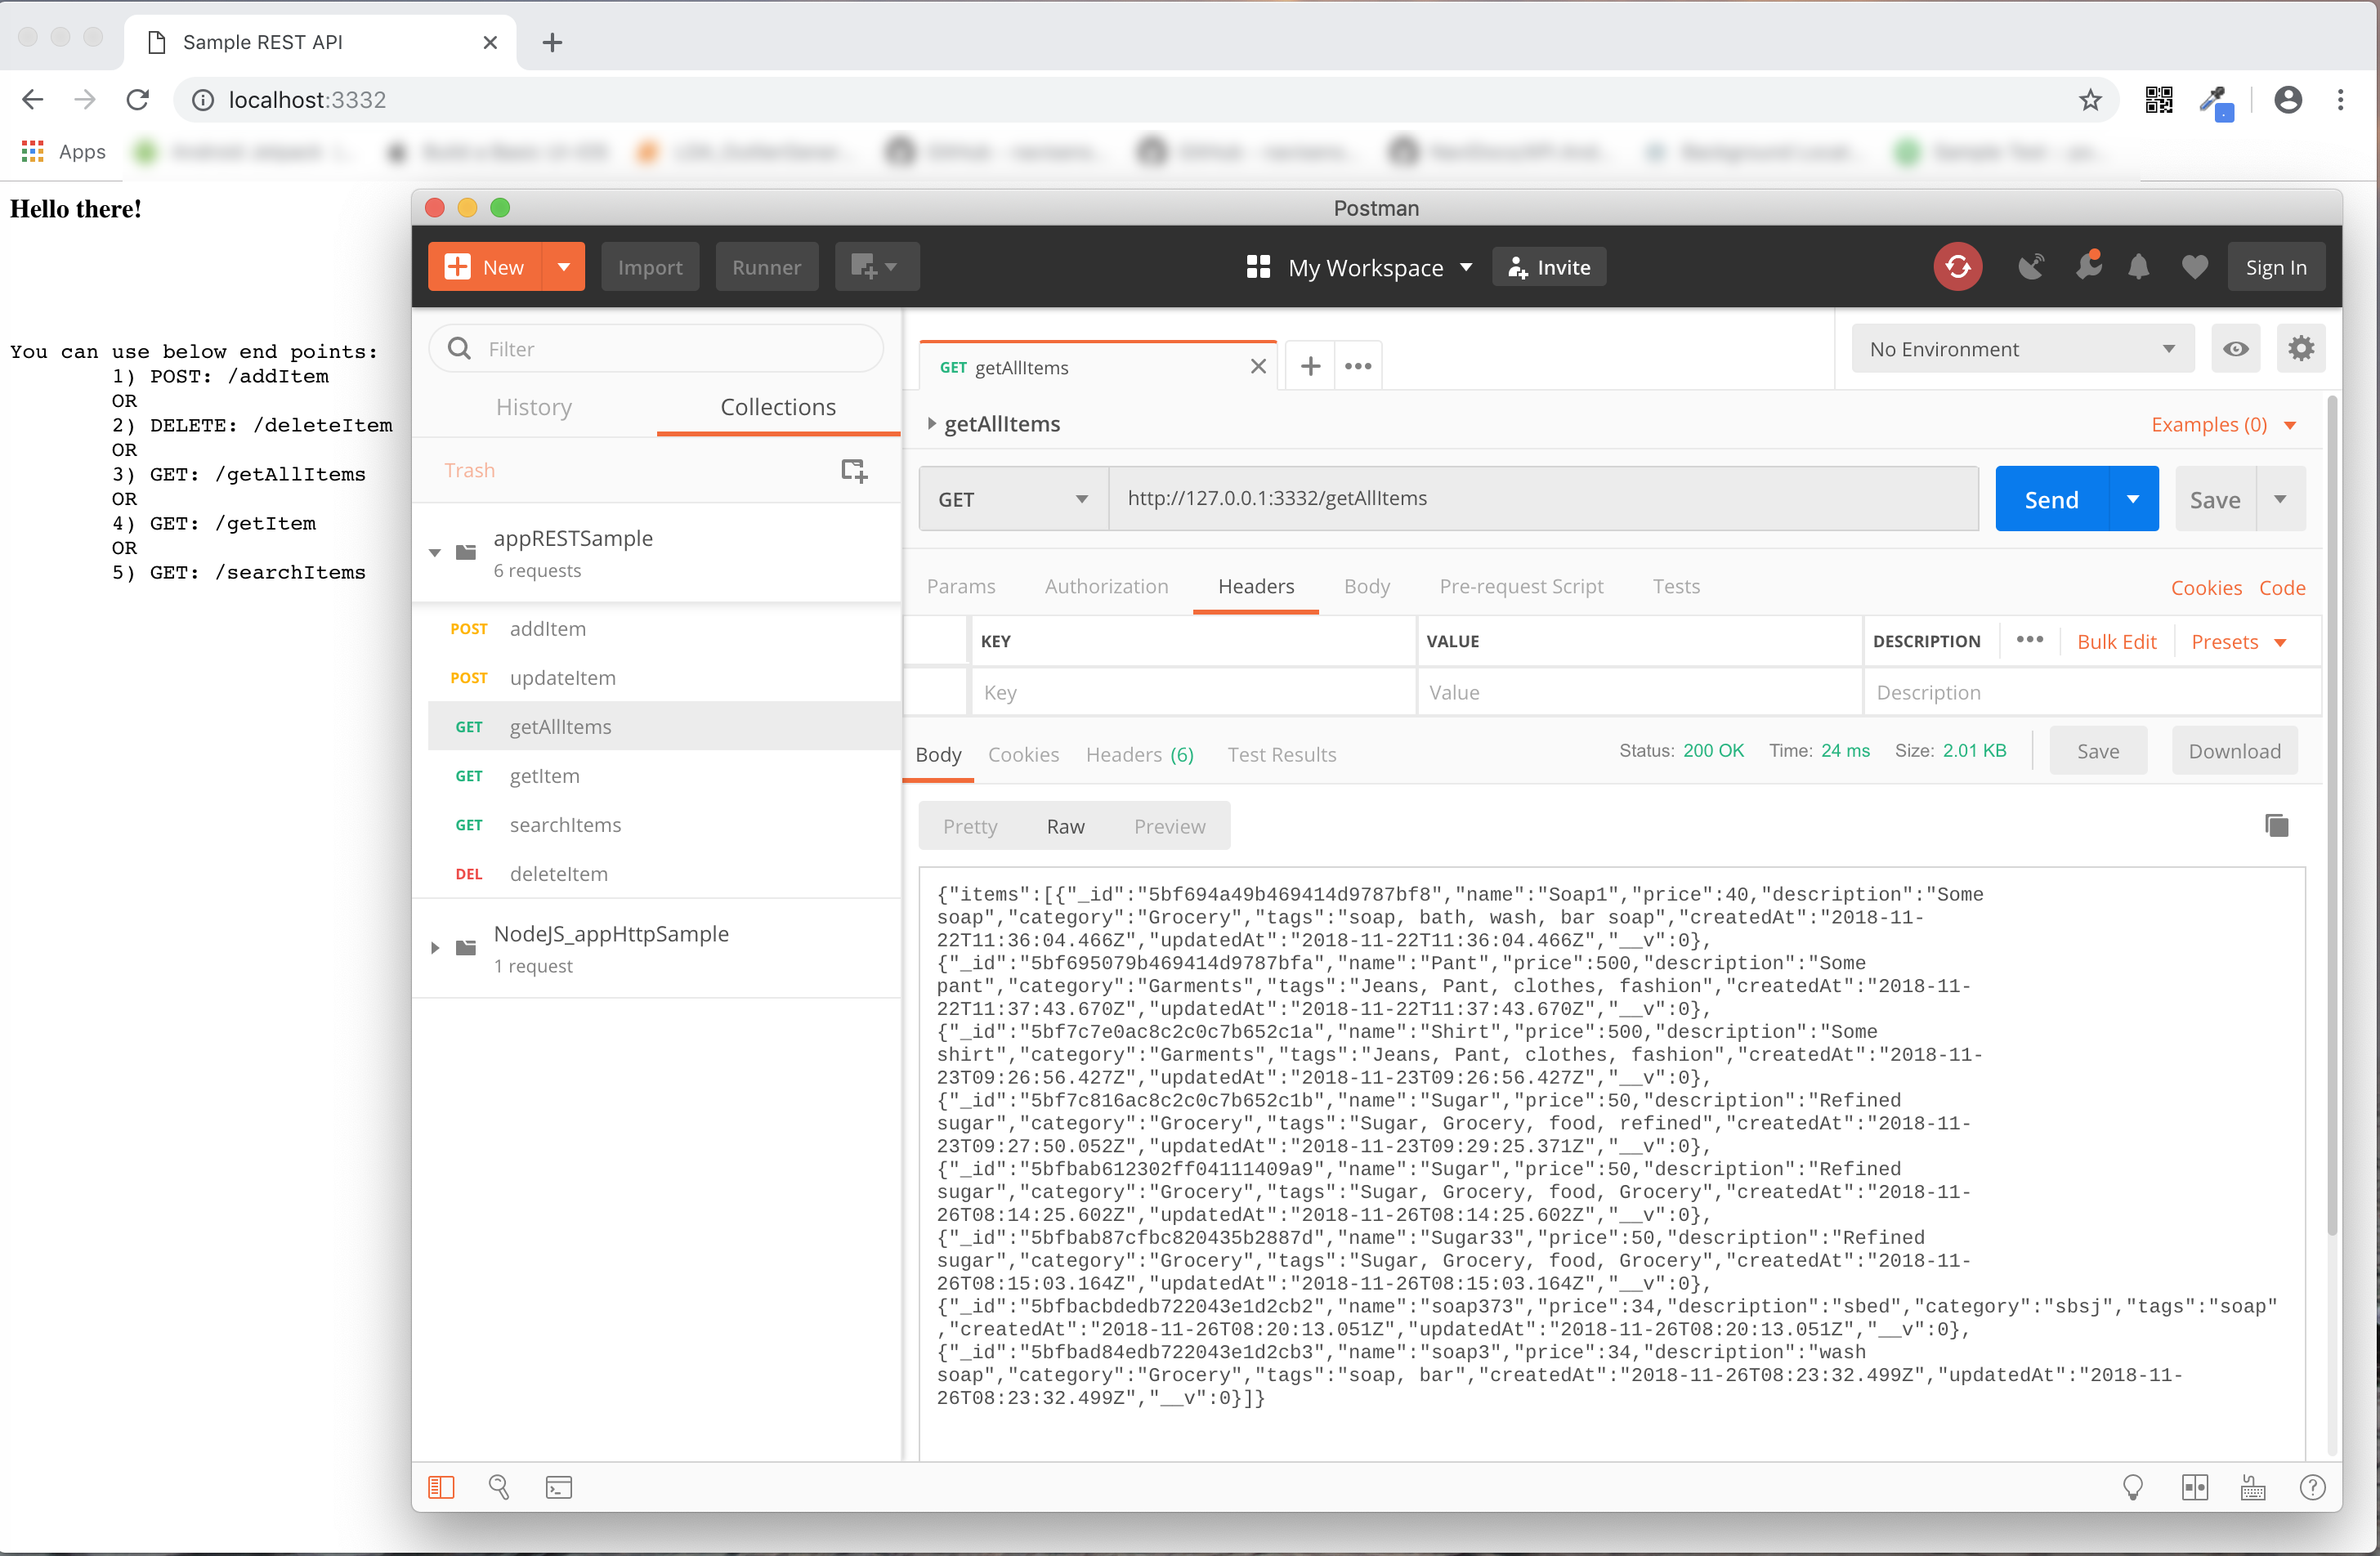 Sample REST API
localhost:3332
Apps
Hello there!
You can use below end points:
1) POST: /addItem
OR
2) DELETE: /deleteItem
OR
3) GET: /getAllItems
OR
4) GET: /getItem
OR
5) GET: /searchItems
Postman
New
Import
Runner
My Workspace
Invite
Sign In
Filter
History
Collections
Trash
appRESTSample
6 requests
POST addItem
POST updateItem
GET getAllItems
GET getItem
GET searchItems
DEL deleteItem
NodeJS_appHttpSample
1 request
GET getAllItems
No Environment
getAllItems
Examples (0)
GET
http://127.0.0.1:3332/getAllItems
Send
Save
Params Authorization Headers Body Pre-request Script Tests
Cookies Code
KEY VALUE DESCRIPTION Bulk Edit Presets
Key Value Description
Body Cookies Headers (6) Test Results
Status: 200 OK Time: 24 ms Size: 2.01 KB
Save Download
Pretty Raw Preview
{"items":[{"_id":"5bf694a49b469414d9787bf8","name":"Soap1","price":40,"description":"Some
soap","category":"Grocery","tags":"soap, bath, wash, bar soap","createdAt":"2018-11-
22T11:36:04.466Z","updatedAt":"2018-11-22T11:36:04.466Z","__v":0},
{"_id":"5bf695079b469414d9787bfa","name":"Pant","price":500,"description":"Some
pant","category":"Garments","tags":"Jeans, Pant, clothes, fashion","createdAt":"2018-11-
22T11:37:43.670Z","updatedAt":"2018-11-22T11:37:43.670Z","__v":0},
{"_id":"5bf7c7e0ac8c2c0c7b652c1a","name":"Shirt","price":500,"description":"Some
shirt","category":"Garments","tags":"Jeans, Pant, clothes, fashion","createdAt":"2018-11-
23T09:26:56.427Z","updatedAt":"2018-11-23T09:26:56.427Z","__v":0},
{"_id":"5bf7c816ac8c2c0c7b652c1b","name":"Sugar","price":50,"description":"Refined
sugar","category":"Grocery","tags":"Sugar, Grocery, food, refined","createdAt":"2018-11-
23T09:27:50.052Z","updatedAt":"2018-11-23T09:29:25.371Z","__v":0},
{"_id":"5bfbab612302ff04111409a9","name":"Sugar","price":50,"description":"Refined
sugar","category":"Grocery","tags":"Sugar, Grocery, food, Grocery","createdAt":"2018-11-
26T08:14:25.602Z","updatedAt":"2018-11-26T08:14:25.602Z","__v":0},
{"_id":"5bfbab87cfbc820435b2887d","name":"Sugar33","price":50,"description":"Refined
sugar","category":"Grocery","tags":"Sugar, Grocery, food, Grocery","createdAt":"2018-11-
26T08:15:03.164Z","updatedAt":"2018-11-26T08:15:03.164Z","__v":0},
{"_id":"5bfbacbdedb722043e1d2cb2","name":"soap373","price":34,"description":"sbed","category":"sbsj","tags":"soap"
,"createdAt":"2018-11-26T08:20:13.051Z","updatedAt":"2018-11-26T08:20:13.051Z","__v":0},
{"_id":"5bfbad84edb722043e1d2cb3","name":"soap3","price":34,"description":"wash
soap","category":"Grocery","tags":"soap, bar","createdAt":"2018-11-26T08:23:32.499Z","updatedAt":"2018-11-
26T08:23:32.499Z","__v":0}]}